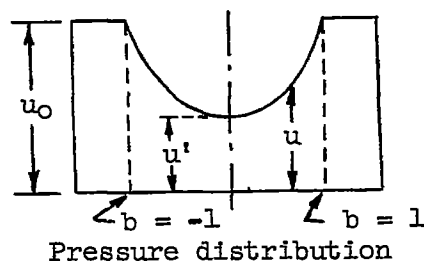 u₀
u'
u
b = -1
b = 1
Pressure distribution